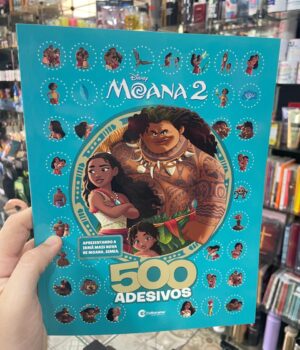 Disney
MOANA 2
APRESENTANDO A
IRMÃ MAIS NOVA
DE MOANA, SIMEA
500
ADESIVOS
Culturama